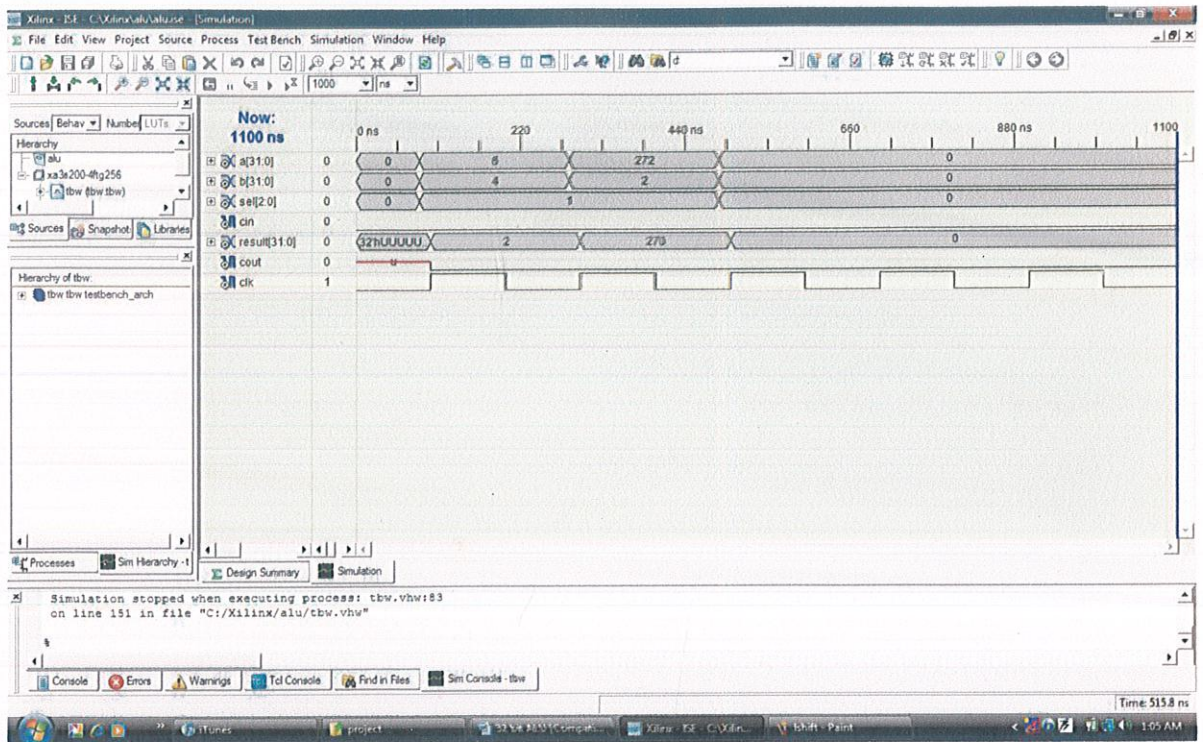 Xilinx - ISE - C:\Xilinx\alu\alu.ise - [Simulation]
File Edit View Project Source Process Test Bench Simulation Window Help
d
1000 ns
Sources Behav Number LUTs
Hierarchy
alu
xa3s200-4ftg256
tbw (tbw.tbw)
Sources Snapshot Libraries
Hierarchy of tbw:
tbw tbw testbench_arch
Processes Sim Hierarchy - t
Now:
1100 ns
0 ns 220 440 ns 660 880 ns 1100
a[31:0] 0 0 272 0
b[31:0] 0 0 4 2 0
sel[2:0] 0 0 1 0
cin 0
result[31:0] 0 32'hUUUUU 2 270 0
cout 0 U
clk 1
Design Summary Simulation
Simulation stopped when executing process: tbw.vhw:83
on line 151 in file "C:/Xilinx/alu/tbw.vhw"
%
Console Errors Warnings Tcl Console Find in Files Sim Console - tbw
Time: 515.8 ns
iTunes project Xilinx - ISE - C:\Xilin... lshift - Paint 1:05 AM